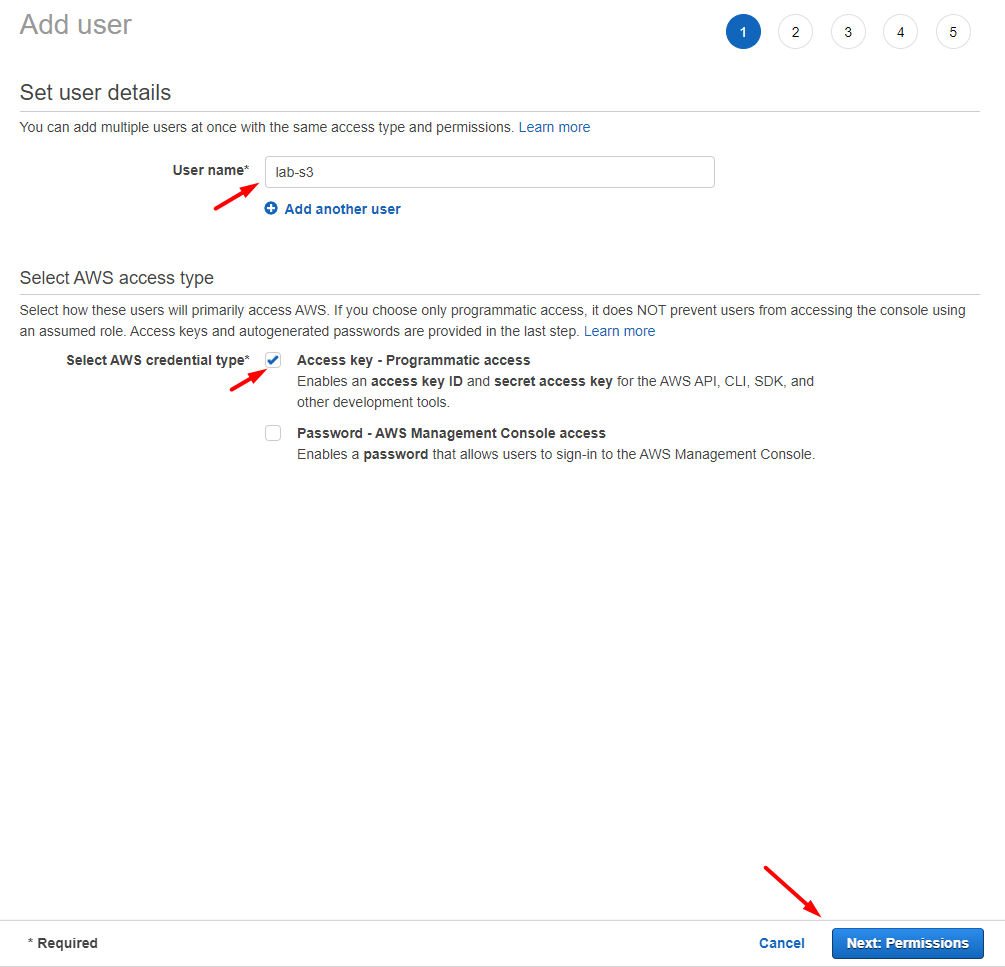 Add user
1 2 3 4 5
Set user details
You can add multiple users at once with the same access type and permissions. Learn more
User name* lab-s3
Add another user
Select AWS access type
Select how these users will primarily access AWS. If you choose only programmatic access, it does NOT prevent users from accessing the console using
an assumed role. Access keys and autogenerated passwords are provided in the last step. Learn more
Select AWS credential type* Access key - Programmatic access
Enables an access key ID and secret access key for the AWS API, CLI, SDK, and
other development tools.
Password - AWS Management Console access
Enables a password that allows users to sign-in to the AWS Management Console.
* Required Cancel Next: Permissions